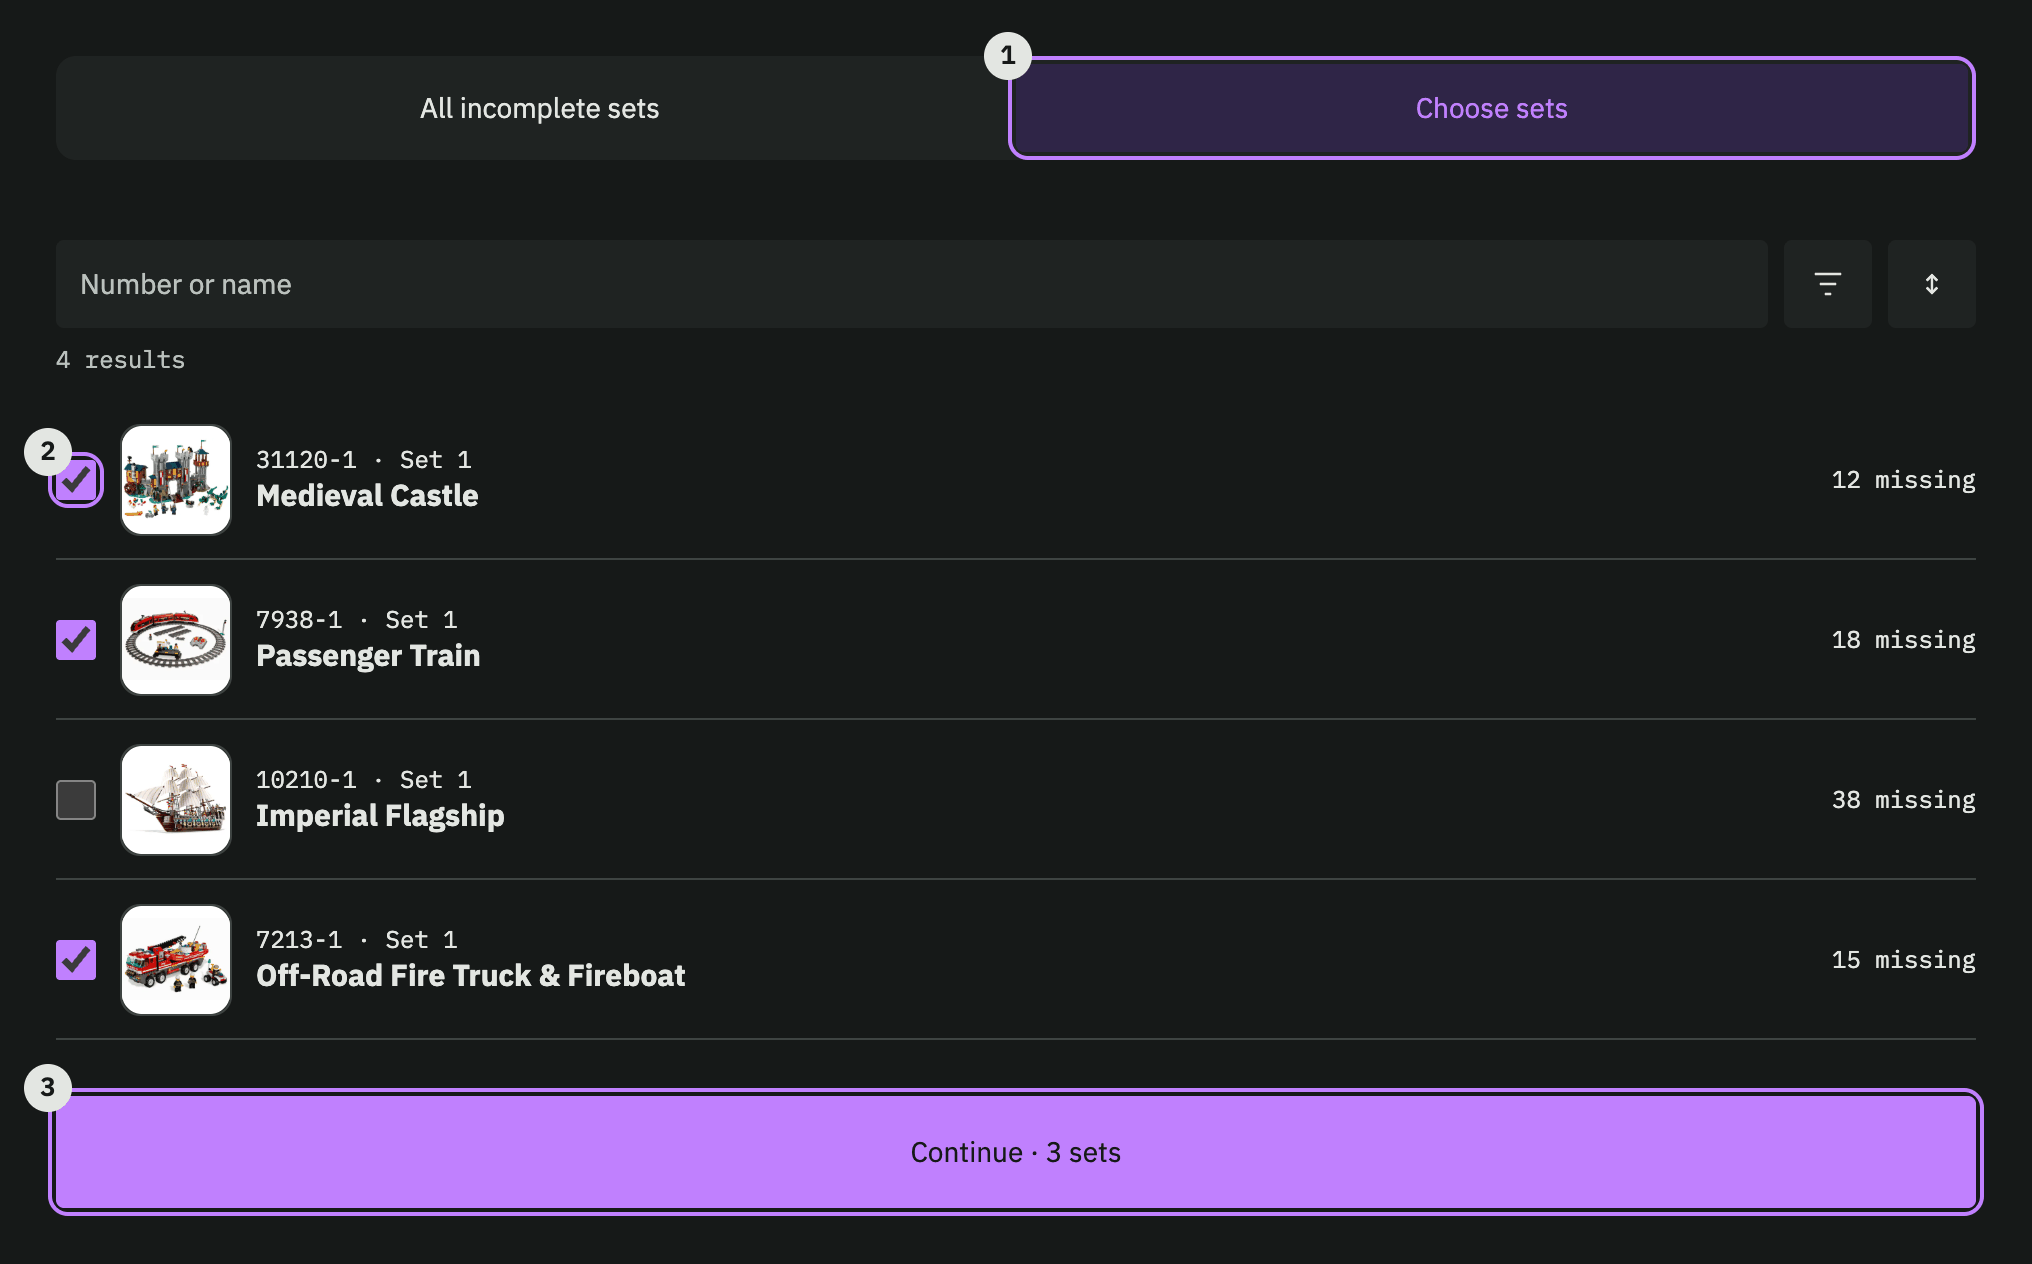 1
All incomplete sets
Choose sets
Number or name
4 results
2
31120-1 · Set 1
Medieval Castle
12 missing
7938-1 · Set 1
Passenger Train
18 missing
10210-1 · Set 1
Imperial Flagship
38 missing
7213-1 · Set 1
Off-Road Fire Truck & Fireboat
15 missing
3
Continue · 3 sets